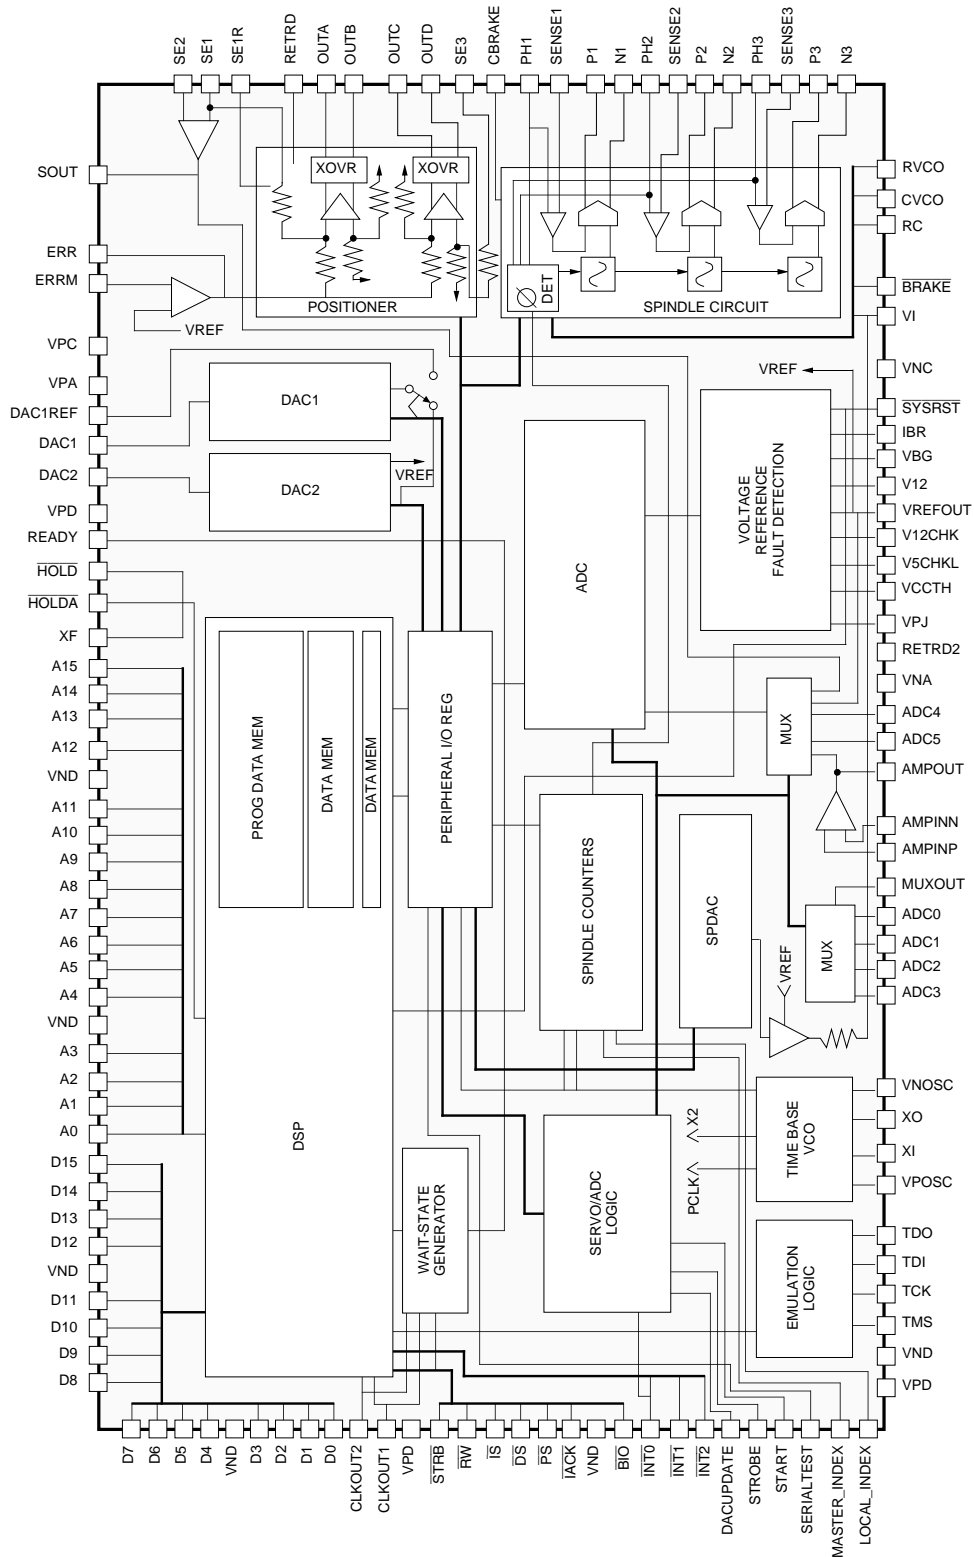 SE2
SE1
SE1R
RETRD
OUTA
OUTB
OUTC
OUTD
SE3
CBRAKE
PH1
SENSE1
P1
N1
PH2
SENSE2
P2
N2
PH3
SENSE3
P3
N3
SOUT
ERR
ERRM
VPC
VPA
DAC1REF
DAC1
DAC2
VPD
READY
HOLD
HOLDA
XF
A15
A14
A13
A12
VND
A11
A10
A9
A8
A7
A6
A5
A4
VND
A3
A2
A1
A0
D15
D14
D13
D12
VND
D11
D10
D9
D8
XOVR
XOVR
POSITIONER
VREF
DET
SPINDLE CIRCUIT
DAC1
DAC2
VREF
VREF
VOLTAGE
REFERENCE
FAULT DETECTION
ADC
PROG DATA MEM
DATA MEM
DATA MEM
PERIPHERAL I/O REG
MUX
SPINDLE COUNTERS
SPDAC
MUX
VREF
DSP
WAIT-STATE
GENERATOR
SERVO/ADC
LOGIC
X2
PCLK
TIME BASE
VCO
EMULATION
LOGIC
RVCO
CVCO
RC
BRAKE
VI
VNC
SYSRST
IBR
VBG
V12
VREFOUT
V12CHK
V5CHKL
VCCTH
VPJ
RETRD2
VNA
ADC4
ADC5
AMPOUT
AMPINN
AMPINP
MUXOUT
ADC0
ADC1
ADC2
ADC3
VNOSC
XO
XI
VPOSC
TDO
TDI
TCK
TMS
VND
VPD
D7
D6
D5
D4
VND
D3
D2
D1
D0
CLKOUT2
CLKOUT1
VPD
STRB
RW
IS
DS
PS
IACK
VND
BIO
INT0
INT1
INT2
DACUPDATE
STROBE
START
SERIALTEST
MASTER_INDEX
LOCAL_INDEX